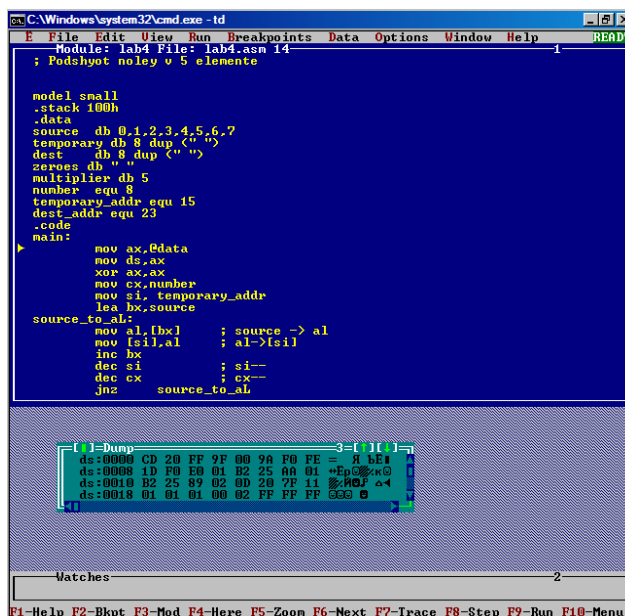 C:\Windows\system32\cmd.exe - td
E File Edit View Run Breakpoints Data Options Window Help READY
Module: lab4 File: lab4.asm 14 1
; Podshyot noley v 5 elemente
model small
.stack 100h
.data
source db 0,1,2,3,4,5,6,7
temporary db 8 dup (" ")
dest db 8 dup (" ")
zeroes db " "
multiplier db 5
number equ 8
temporary_addr equ 15
dest_addr equ 23
.code
main:
mov ax,@data
mov ds,ax
xor ax,ax
mov cx,number
mov si, temporary_addr
lea bx,source
source_to_aL:
mov al,[bx] ; source -> al
mov [si],al ; al->[si]
inc bx
dec si ; si--
dec cx ; cx--
jnz source_to_aL
[■]=Dump 3=[↑][↓]
ds:0000 CD 20 FF 9F 00 9A F0 FE = Я ЬЕ■
ds:0008 1D F0 E0 01 B2 25 AA 01
ds:0010 B2 25 89 02 0D 20 7F 11
ds:0018 01 01 01 00 02 FF FF FF
Watches 2
F1-Help F2-Bkpt F3-Mod F4-Here F5-Zoom F6-Next F7-Trace F8-Step F9-Run F10-Menu